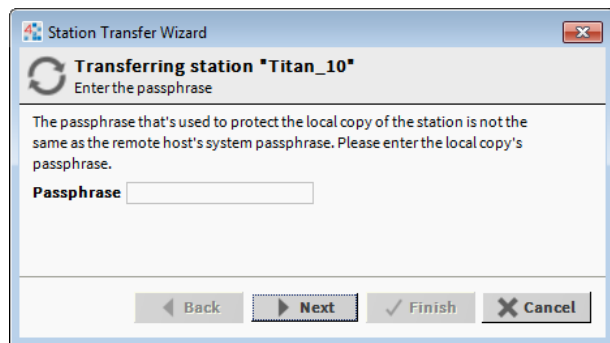 Station Transfer Wizard
Transferring station "Titan_10"
Enter the passphrase
The passphrase that's used to protect the local copy of the station is not the
same as the remote host's system passphrase. Please enter the local copy's
passphrase.
Passphrase
Back Next Finish Cancel